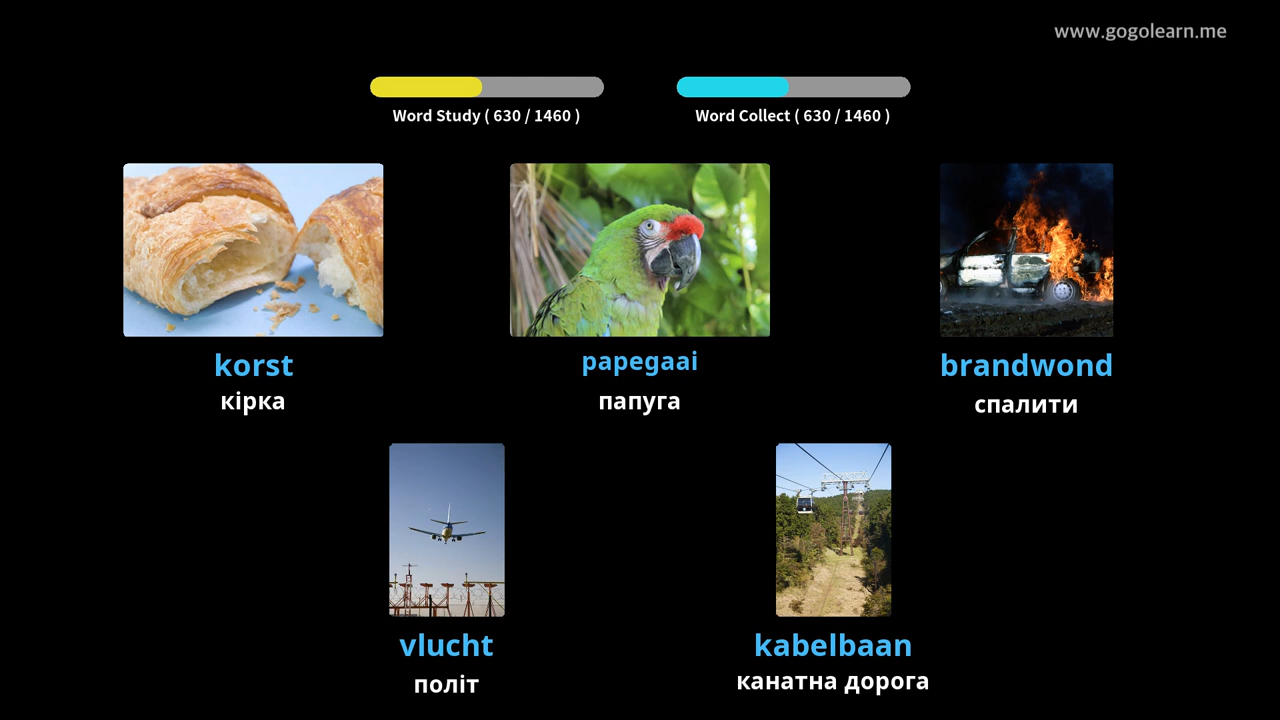 www.gogolearn.me
Word Study ( 630 / 1460 )
Word Collect ( 630 / 1460 )
korst
кірка
papegaai
папуга
brandwond
спалити
vlucht
політ
kabelbaan
канатна дорога